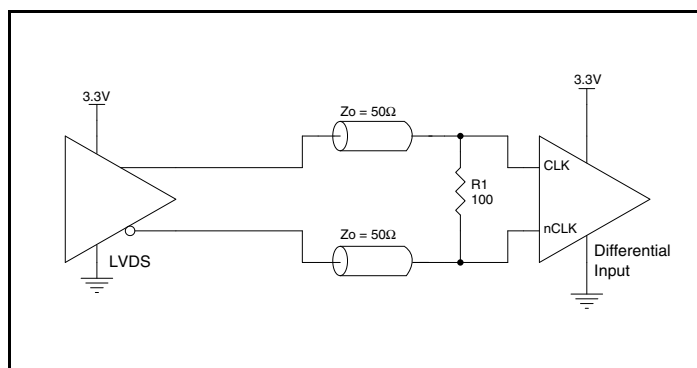 3.3V
3.3V
Zo = 50Ω
CLK
R1
100
Zo = 50Ω
nCLK
LVDS
Differential
Input